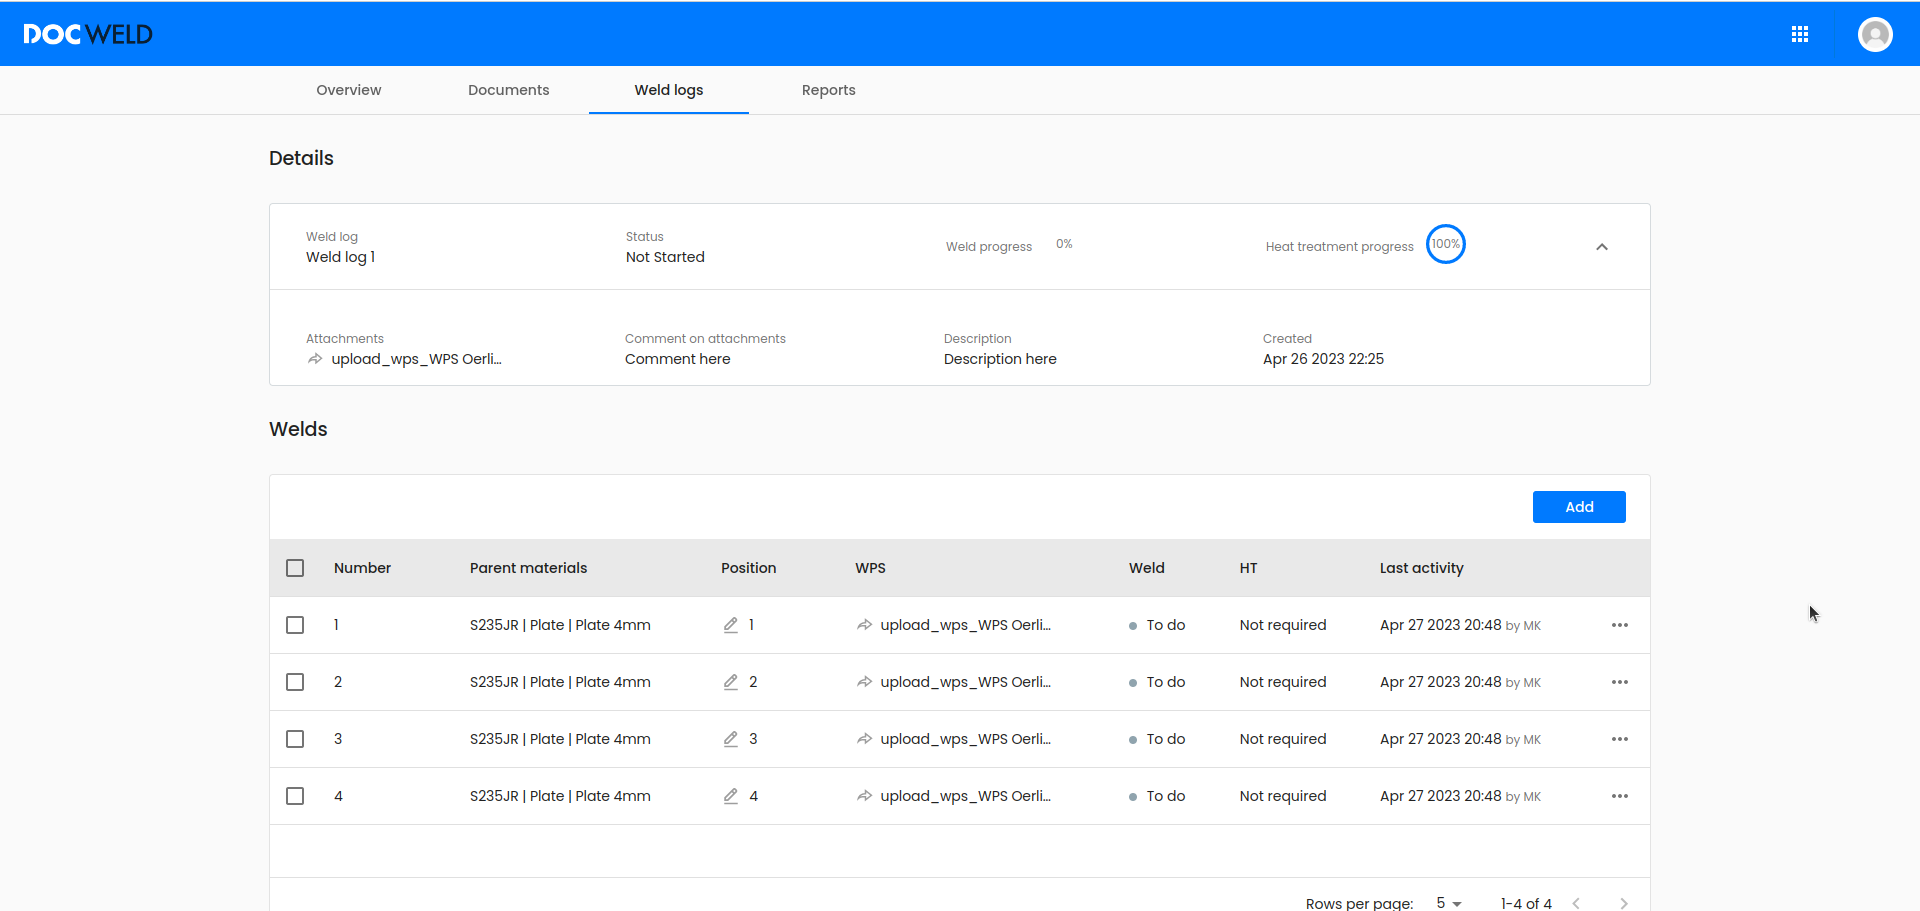 DOC WELD
Overview Documents Weld logs Reports
Details
Weld log Status Weld progress 0% Heat treatment progress 100%
Weld log 1 Not Started
Attachments Comment on attachments Description Created
upload_wps_WPS Oerli... Comment here Description here Apr 26 2023 22:25
Welds
Add
Number Parent materials Position WPS Weld HT Last activity
1 S235JR | Plate | Plate 4mm 1 upload_wps_WPS Oerli... To do Not required Apr 27 2023 20:48 by MK
2 S235JR | Plate | Plate 4mm 2 upload_wps_WPS Oerli... To do Not required Apr 27 2023 20:48 by MK
3 S235JR | Plate | Plate 4mm 3 upload_wps_WPS Oerli... To do Not required Apr 27 2023 20:48 by MK
4 S235JR | Plate | Plate 4mm 4 upload_wps_WPS Oerli... To do Not required Apr 27 2023 20:48 by MK
Rows per page: 5 1-4 of 4